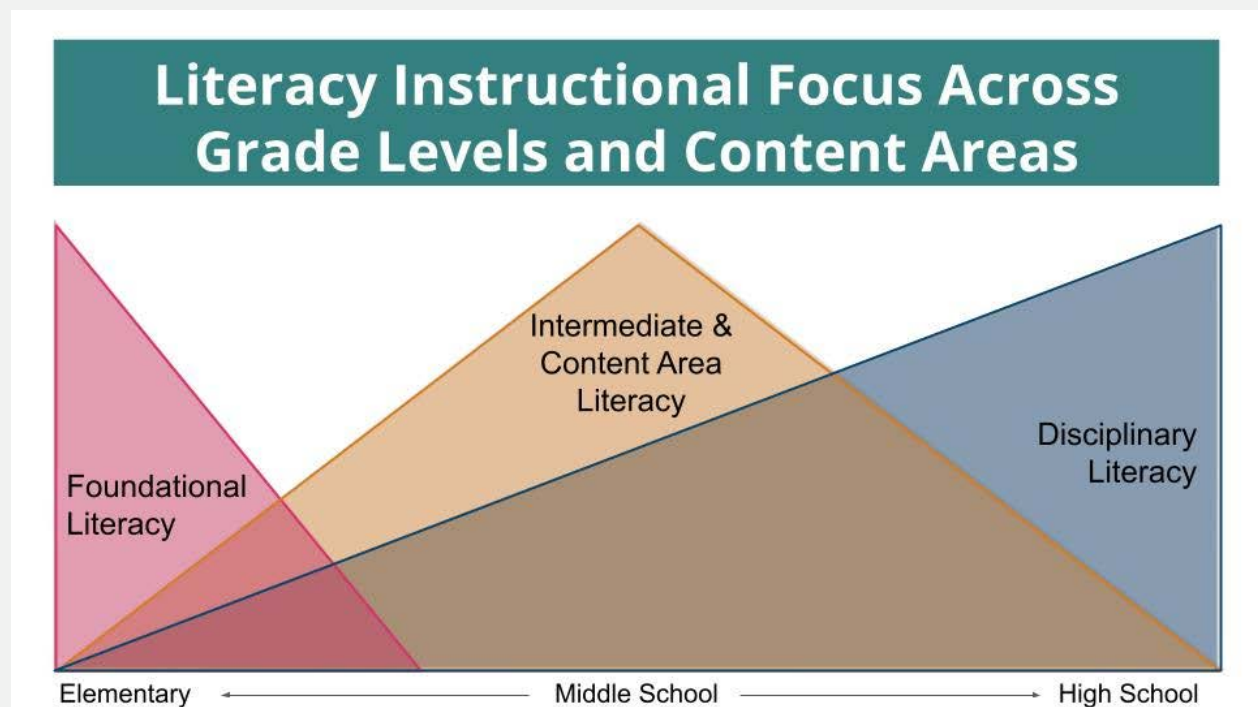 Literacy Instructional Focus Across
Grade Levels and Content Areas
Intermediate &
Content Area
Literacy
Disciplinary
Literacy
Foundational
Literacy
Elementary
Middle School
High School